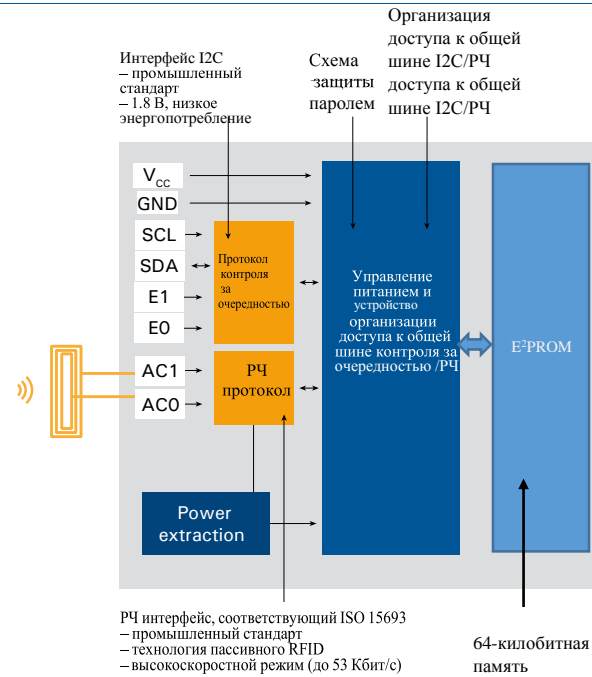 Интерфейс I2C
– промышленный
стандарт
– 1.8 В, низкое
энергопотребление
Схема
защиты
паролем
Организация
доступа к общей
шине I2C/РЧ
доступа к общей
шине I2C/РЧ
VCC
GND
SCL
SDA
E1
E0
AC1
AC0
Протокол
контроля
за
очередностью
РЧ
протокол
Power
extraction
Управление
питанием и
устройство
организации
доступа к общей
шине контроля за
очередностью /РЧ
E²PROM
РЧ интерфейс, соответствующий ISO 15693
– промышленный стандарт
– технология пассивного RFID
– высокоскоростной режим (до 53 Кбит/с)
64-килобитная
память